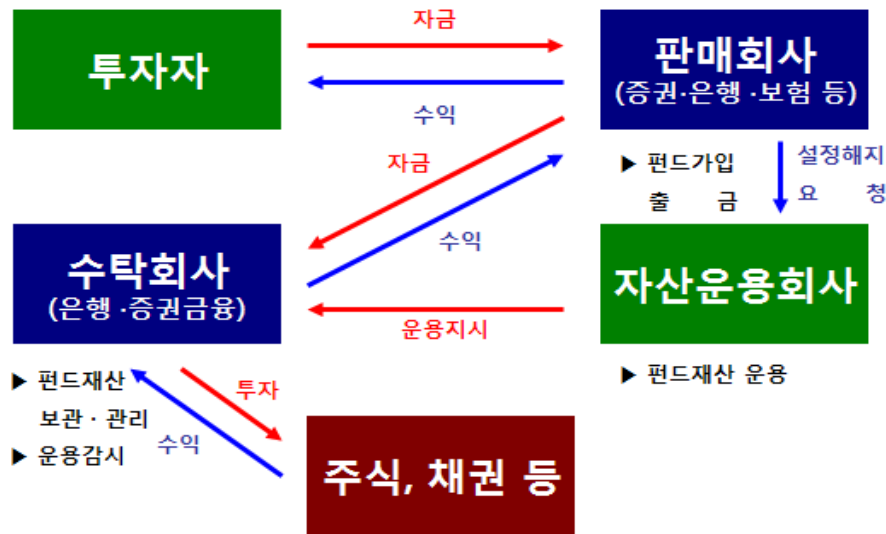 자금
투자자
판매회사
(증권·은행 ·보험 등)
수익
자금
▶ 펀드가입
출 금
설정해지
요 청
수익
수탁회사
(은행 ·증권금융)
자산운용회사
운용지시
▶ 펀드재산
보관 · 관리
▶ 운용감시
투자
수익
▶ 펀드재산 운용
주식, 채권 등